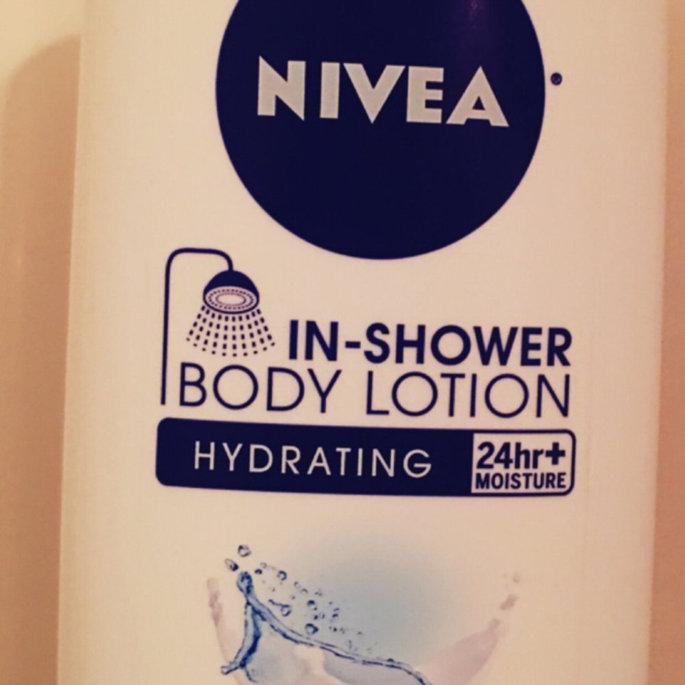 NIVEA
IN-SHOWER
BODY LOTION
HYDRATING
24hr+
MOISTURE